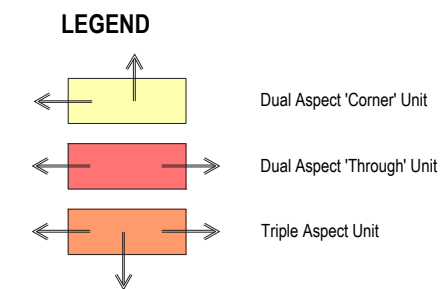 LEGEND
Dual Aspect 'Corner' Unit
Dual Aspect 'Through' Unit
Triple Aspect Unit